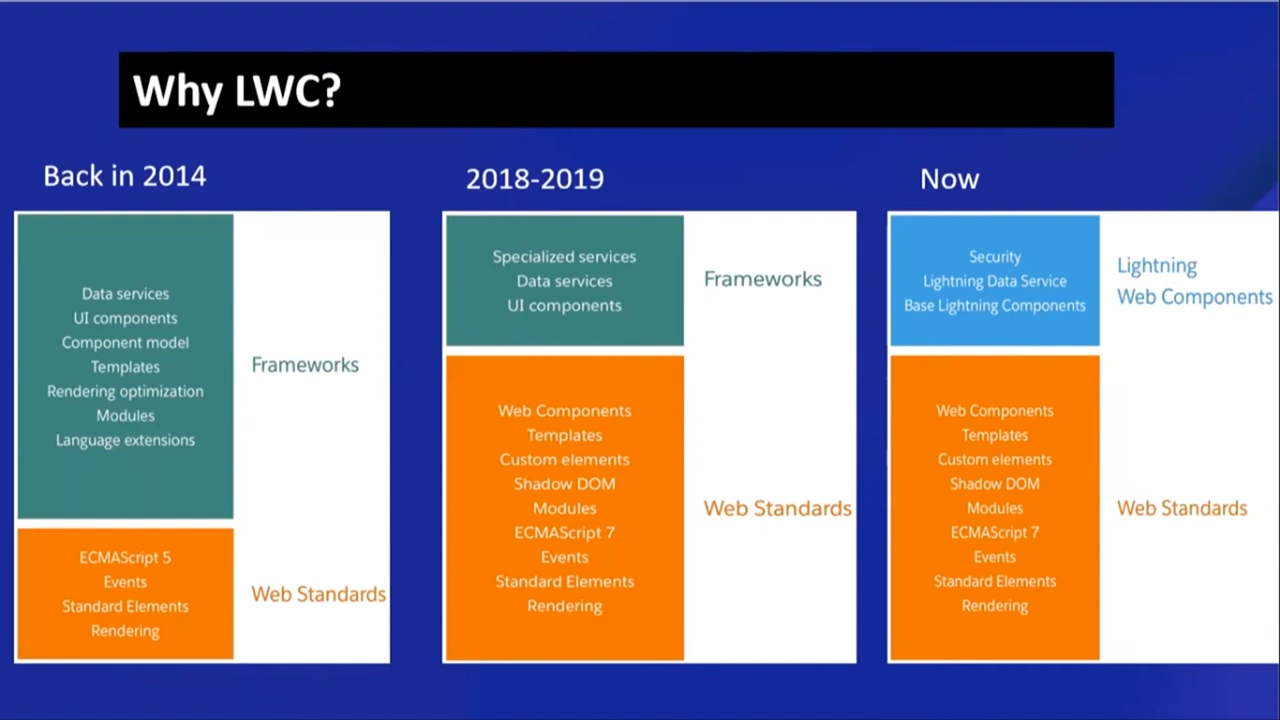 Why LWC?
Back in 2014
Data services
UI components
Component model
Templates
Rendering optimization
Modules
Language extensions
Frameworks
ECMAScript 5
Events
Standard Elements
Rendering
Web Standards
2018-2019
Specialized services
Data services
UI components
Frameworks
Web Components
Templates
Custom elements
Shadow DOM
Modules
ECMAScript 7
Events
Standard Elements
Rendering
Web Standards
Now
Security
Lightning Data Service
Base Lightning Components
Lightning
Web Components
Web Components
Templates
Custom elements
Shadow DOM
Modules
ECMAScript 7
Events
Standard Elements
Rendering
Web Standards